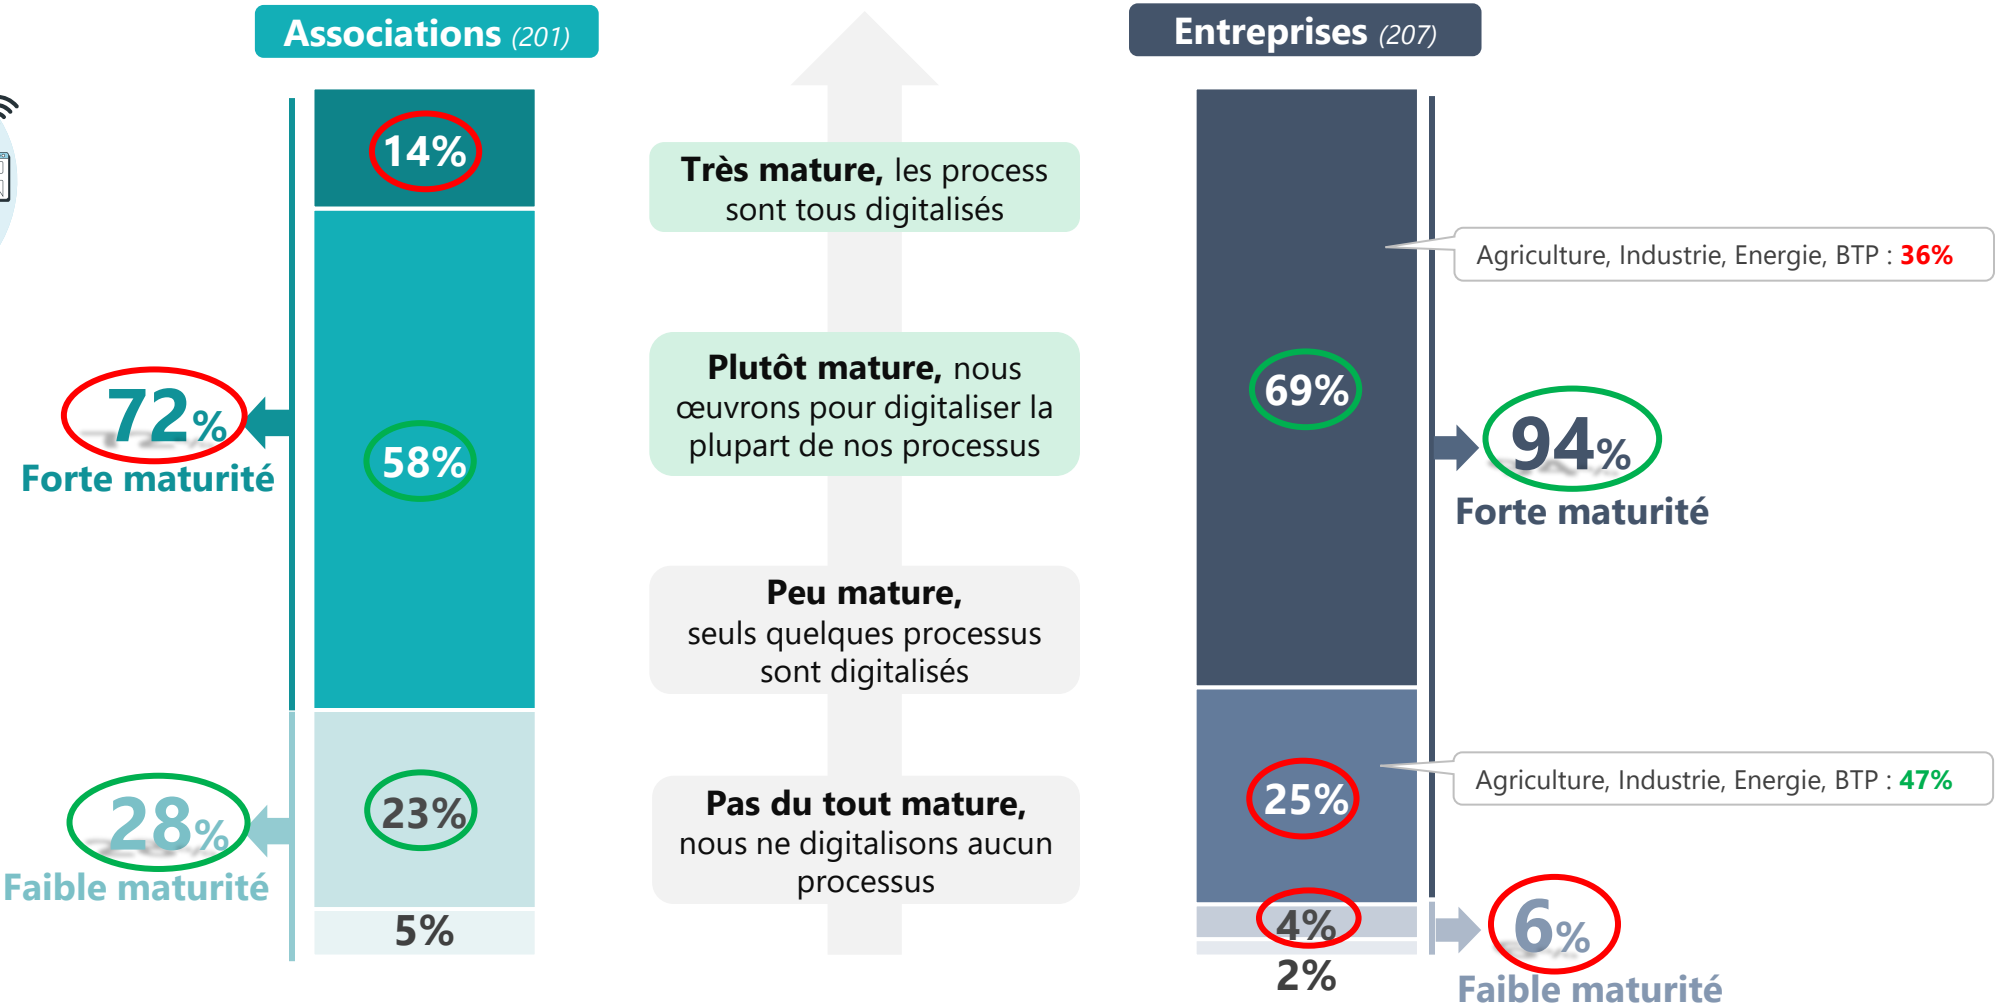 Associations (201)
14%
58%
23%
5%
72%
Forte maturité
28%
Faible maturité
Très mature, les process
sont tous digitalisés
Plutôt mature, nous
œuvrons pour digitaliser la
plupart de nos processus
Peu mature,
seuls quelques processus
sont digitalisés
Pas du tout mature,
nous ne digitalisons aucun
processus
Entreprises (207)
69%
25%
4%
2%
Agriculture, Industrie, Energie, BTP : 36%
94%
Forte maturité
Agriculture, Industrie, Energie, BTP : 47%
6%
Faible maturité